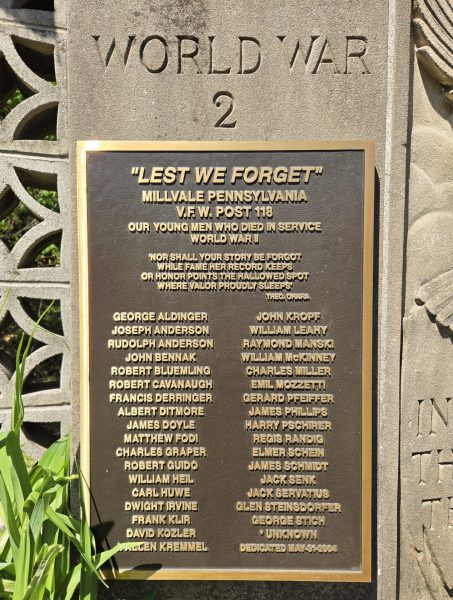 WORLD WAR
2
"LEST WE FORGET"
MILLVALE PENNSYLVANIA
V.F.W. POST 118
OUR YOUNG MEN WHO DIED IN SERVICE
WORLD WAR II
'NOR SHALL YOUR STORY BE FORGOT
WHILE FAME HER RECORD KEEPS
OR HONOR POINTS THE HALLOWED SPOT
WHERE VALOR PROUDLY SLEEPS'
THEO. O'HARA
GEORGE ALDINGER
JOSEPH ANDERSON
RUDOLPH ANDERSON
JOHN BENNAK
ROBERT BLUEMLING
ROBERT CAVANAUGH
FRANCIS DERRINGER
ALBERT DITMORE
JAMES DOYLE
MATTHEW FODI
CHARLES GRAPER
ROBERT GUIDO
WILLIAM HEIL
CARL HUWE
DWIGHT IRVINE
FRANK KLIR
DAVID KOZLER
KREMMEL
JOHN KROPF
WILLIAM LEAHY
RAYMOND MANSKI
WILLIAM McKINNEY
CHARLES MILLER
EMIL MOZZETTI
GERARD PFEIFFER
JAMES PHILLIPS
HARRY PSCHIRER
REGIS RANDIG
ELMER SCHEIN
JAMES SCHMIDT
JACK SENK
JACK SERVATIUS
GLEN STEINSDORFER
GEORGE STICH
* UNKNOWN
DEDICATED MAY-31-2004
IN
TH
T